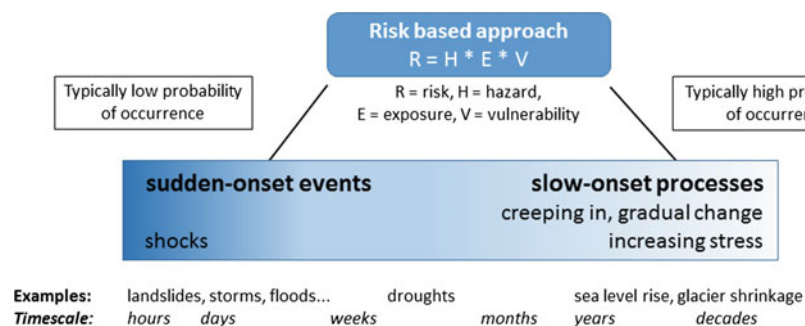 Risk based approach
R = H * E * V
Typically low probability
of occurrence
R = risk, H = hazard,
E = exposure, V = vulnerability
Typically high
of
sudden-onset events
slow-onset processes
creeping in, gradual change
shocks
increasing stress
Examples: landslides, storms, floods... droughts sea level rise, glacier shrinkage
Timescale: hours days weeks months years decades